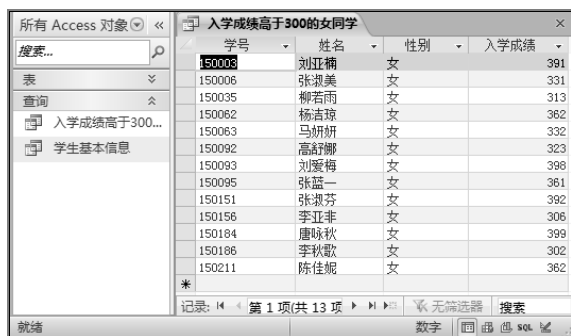 所有 Access 对象
入学成绩高于300的女同学
搜索...
表
查询
入学成绩高于300...
学生基本信息
学号 姓名 性别 入学成绩
150003 刘亚楠 女 391
150006 张淑美 女 331
150035 柳若雨 女 313
150062 杨洁琼 女 362
150063 马妍妍 女 332
150092 高舒娜 女 323
150093 刘爱梅 女 398
150095 张蓝一 女 361
150151 张淑芬 女 392
150156 李亚非 女 306
150184 唐咏秋 女 399
150186 李秋歌 女 302
150211 陈佳妮 女 362
记录: 第 1 项(共 13 项 无筛选器 搜索
就绪 数字 SQL